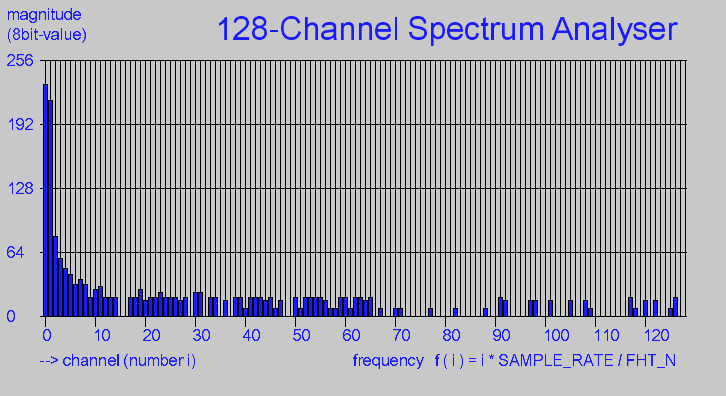 magnitude
(8bit-value)
128-Channel Spectrum Analyser
256
192
128
64
0
0 10 20 30 40 50 60 70 80 90 100 110 120
--> channel (number i)
frequency f ( i ) = i * SAMPLE_RATE / FHT_N